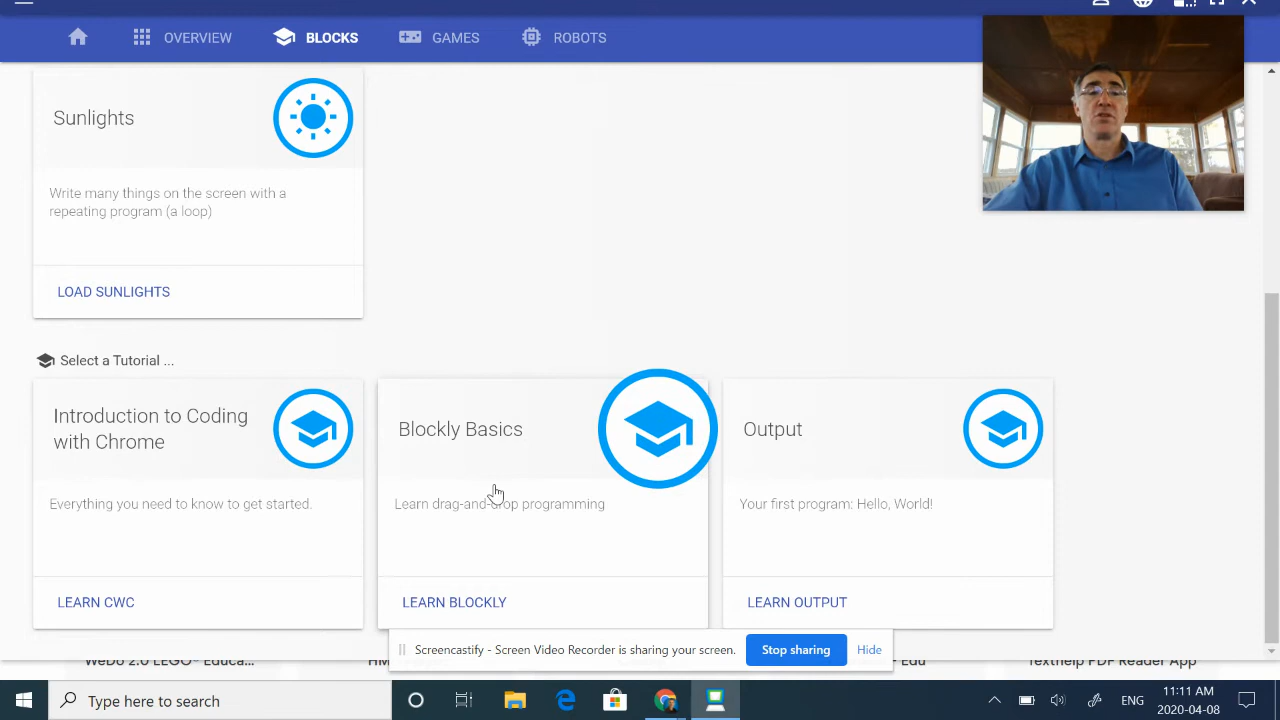 OVERVIEW
BLOCKS
GAMES
ROBOTS
Sunlights
Write many things on the screen with a
repeating program (a loop)
LOAD SUNLIGHTS
Select a Tutorial ...
Introduction to Coding
with Chrome
Everything you need to know to get started.
LEARN CWC
Blockly Basics
Learn drag-and-drop programming
LEARN BLOCKLY
Output
Your first program: Hello, World!
LEARN OUTPUT
Screencastify - Screen Video Recorder is sharing your screen.
Stop sharing
Hide
WeDo 2.0 LEGO® Educa...
HM
Edu
Texthelp PDF Reader App
Type here to search
ENG
11:11 AM
2020-04-08